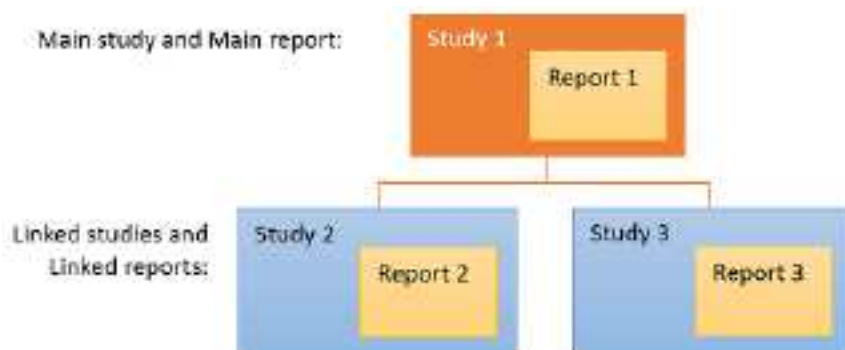 Main study and Main report:
Study 1
Report 1
Linked studies and
Linked reports:
Study 2
Report 2
Study 3
Report 3